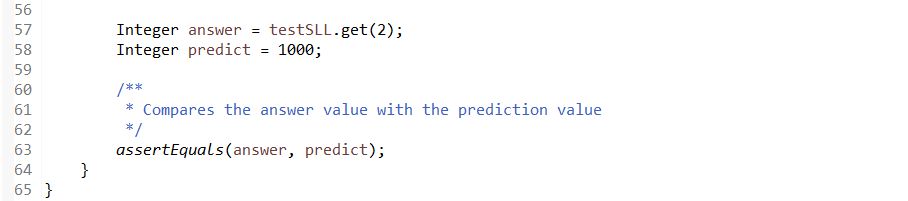 56
57         Integer answer = testSLL.get(2);
58         Integer predict = 1000;
59
60         /**
61          * Compares the answer value with the prediction value
62          */
63         assertEquals(answer, predict);
64     }
65 }